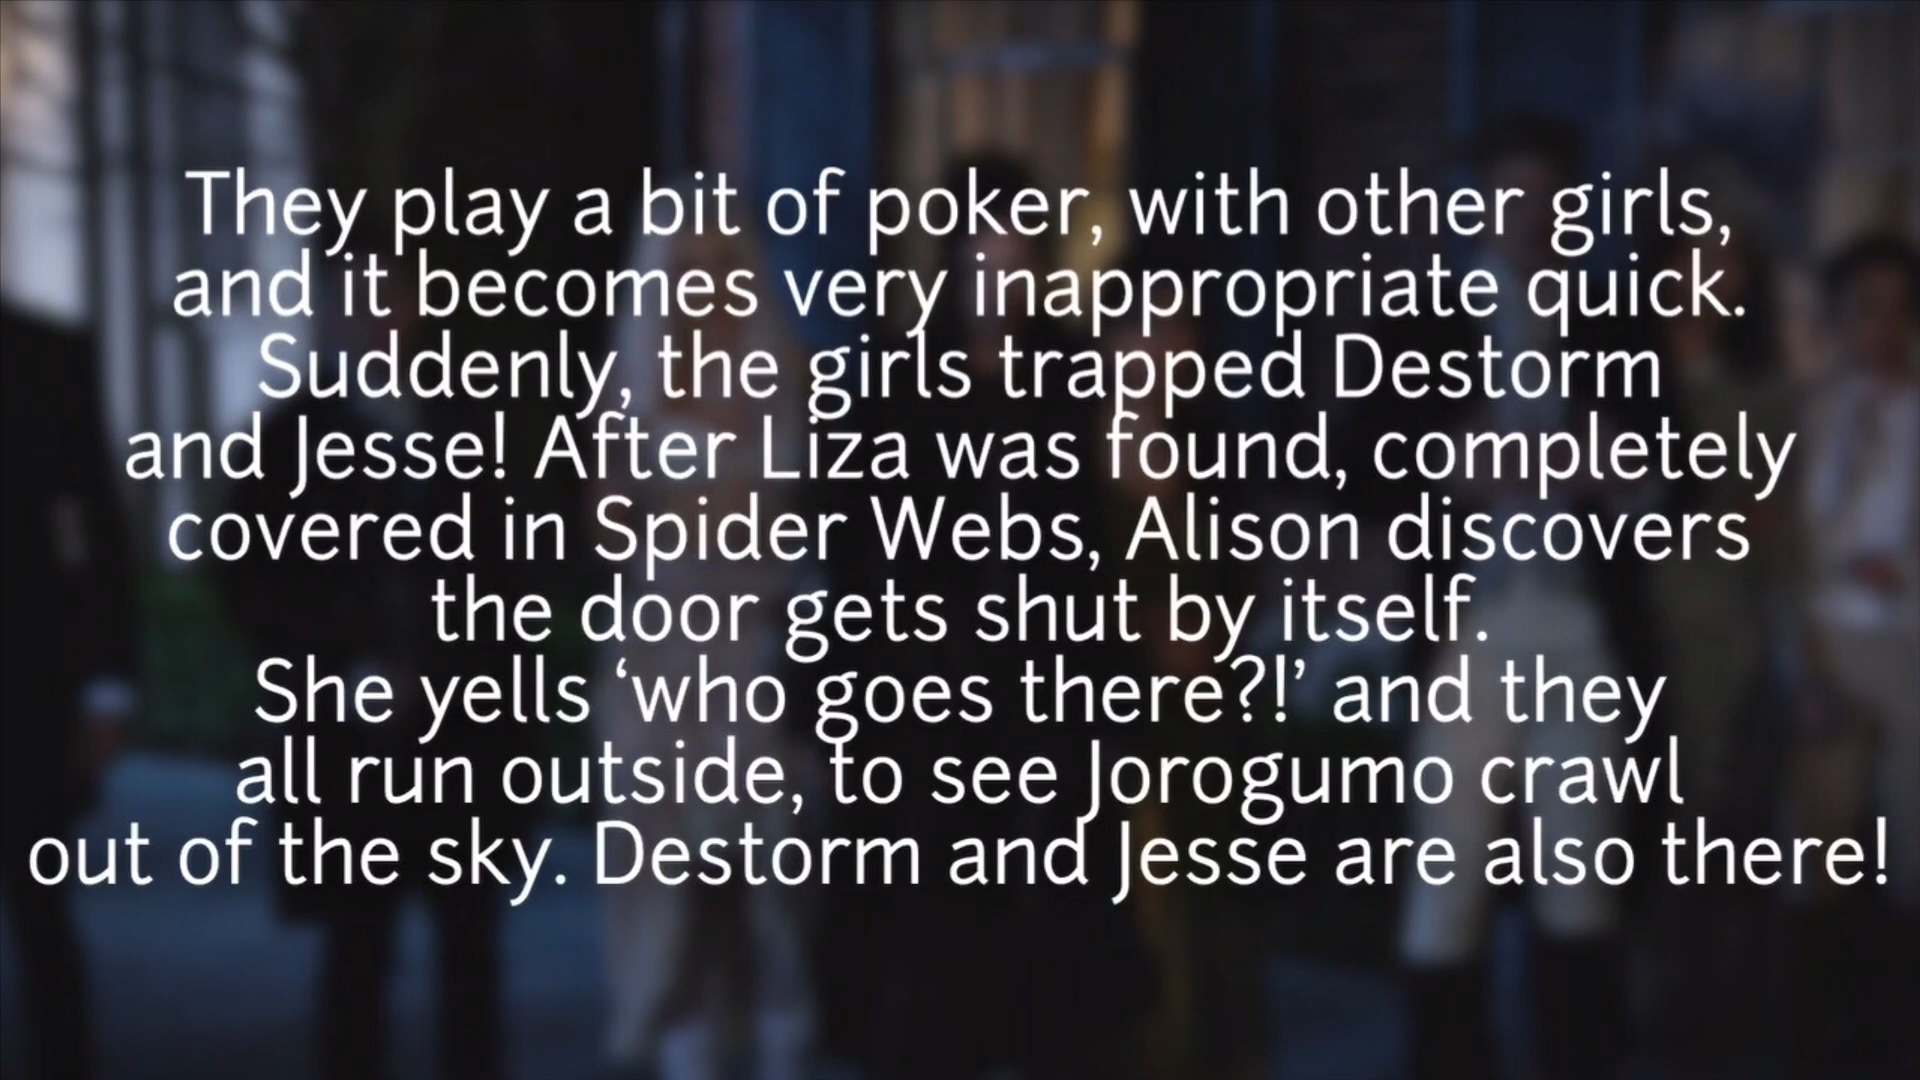 They play a bit of poker, with other girls,
and it becomes very inappropriate quick.
Suddenly, the girls trapped Destorm
and Jesse! After Liza was found, completely
covered in Spider Webs, Alison discovers
the door gets shut by itself.
She yells ‘who goes there?!’ and they
all run outside, to see Jorogumo crawl
out of the sky. Destorm and Jesse are also there!